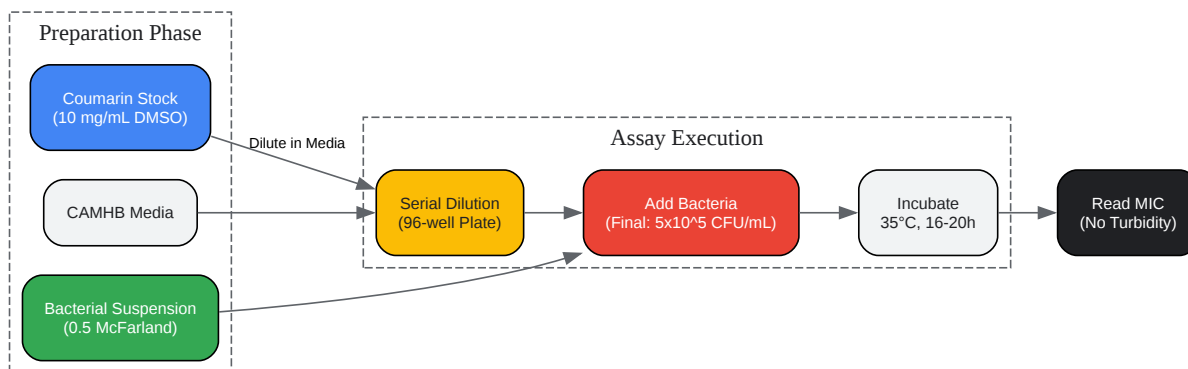 Preparation Phase
Coumarin Stock
(10 mg/mL DMSO)
Dilute in Media
CAMHB Media
Bacterial Suspension
(0.5 McFarland)
Assay Execution
Serial Dilution
(96-well Plate)
Add Bacteria
(Final: 5x10^5 CFU/mL)
Incubate
35°C, 16-20h
Read MIC
(No Turbidity)